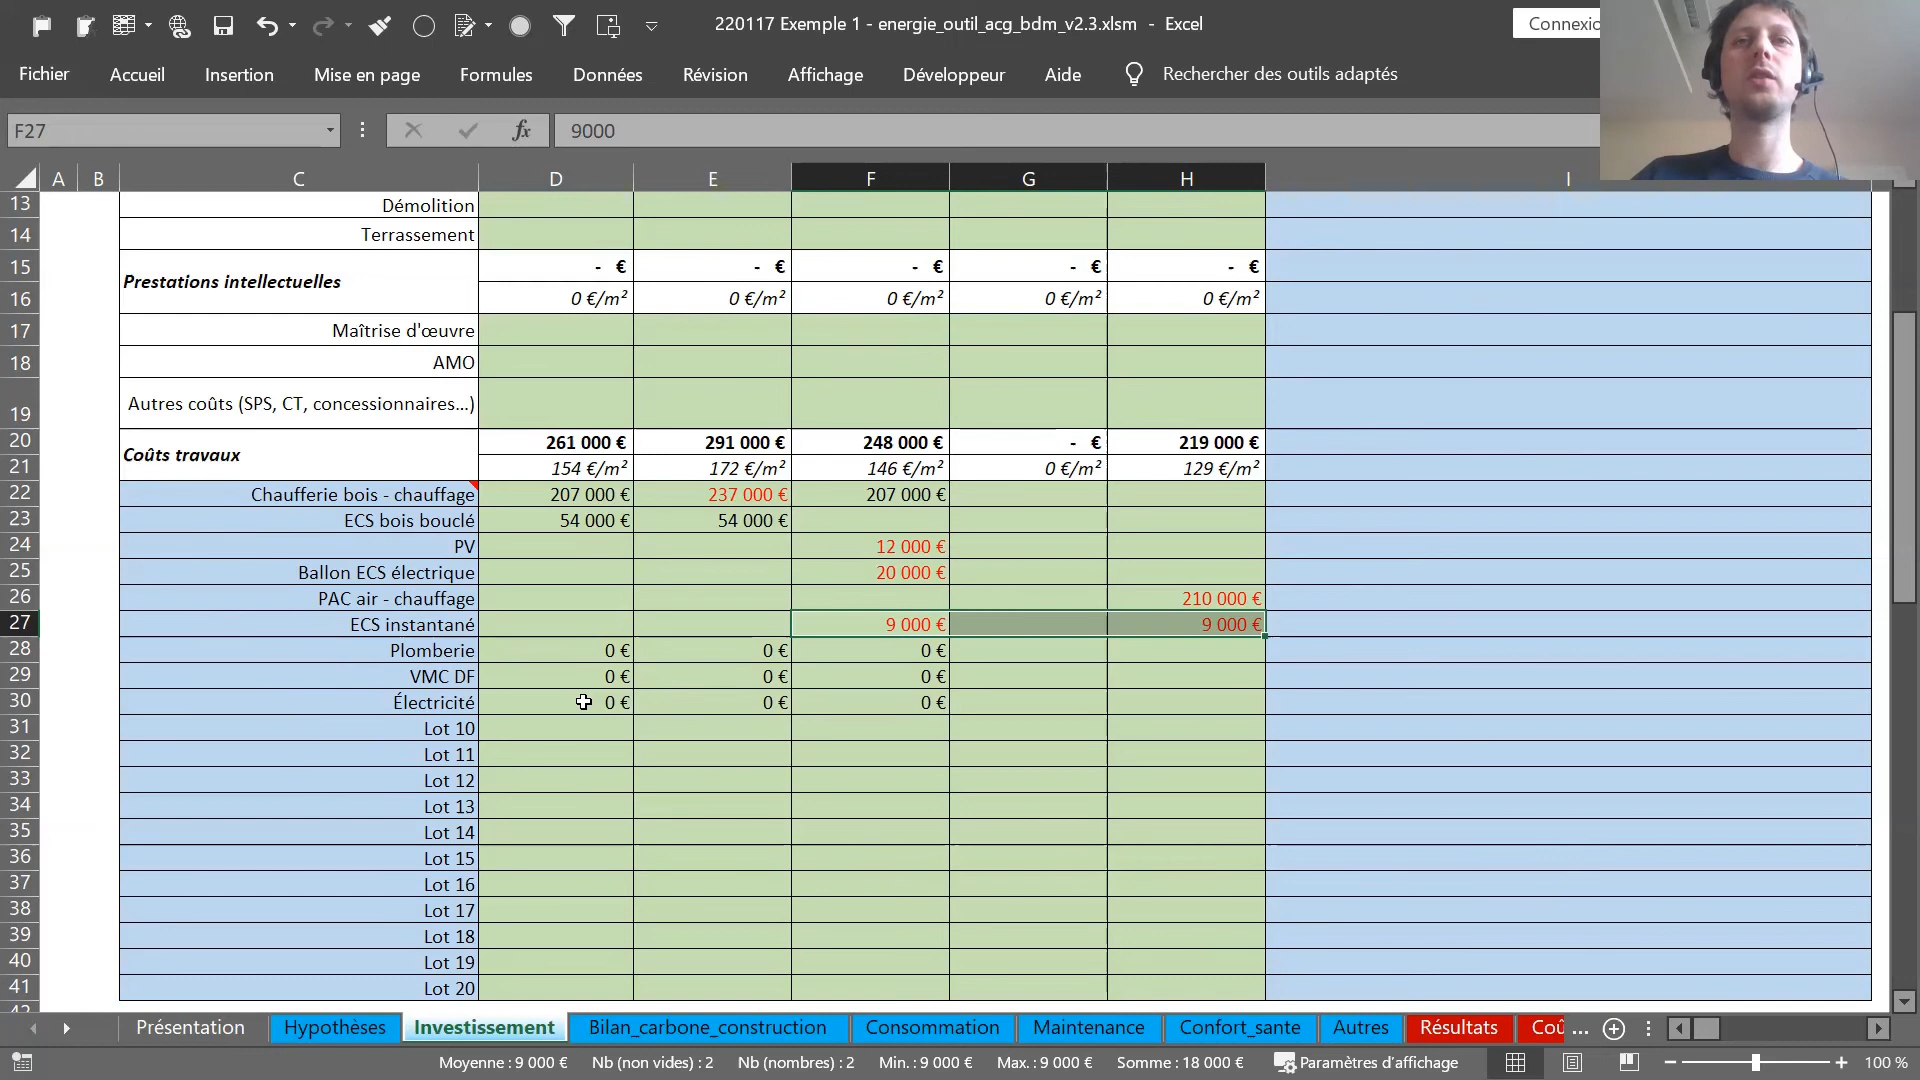 220117 Exemple 1 - energie_outil_acg_bdm_v2.3.xlsm - Excel
Connexio
Fichier Accueil Insertion Mise en page Formules Données Révision Affichage Développeur Aide Rechercher des outils adaptés
F27 fx 9000
A B C D E F G H I
13 Démolition
14 Terrassement
15 Prestations intellectuelles - € - € - € - € - €
16 0 €/m² 0 €/m² 0 €/m² 0 €/m² 0 €/m²
17 Maîtrise d'œuvre
18 AMO
19 Autres coûts (SPS, CT, concessionnaires...)
20 Coûts travaux 261 000 € 291 000 € 248 000 € - € 219 000 €
21 154 €/m² 172 €/m² 146 €/m² 0 €/m² 129 €/m²
22 Chaufferie bois - chauffage 207 000 € 237 000 € 207 000 €
23 ECS bois bouclé 54 000 € 54 000 €
24 PV 12 000 €
25 Ballon ECS électrique 20 000 €
26 PAC air - chauffage 210 000 €
27 ECS instantané 9 000 € 9 000 €
28 Plomberie 0 € 0 € 0 €
29 VMC DF 0 € 0 € 0 €
30 Électricité 0 € 0 € 0 €
31 Lot 10
32 Lot 11
33 Lot 12
34 Lot 13
35 Lot 14
36 Lot 15
37 Lot 16
38 Lot 17
39 Lot 18
40 Lot 19
41 Lot 20
42
Présentation Hypothèses Investissement Bilan_carbone_construction Consommation Maintenance Confort_sante Autres Résultats Coû ...
Moyenne : 9 000 € Nb (non vides) : 2 Nb (nombres) : 2 Min. : 9 000 € Max. : 9 000 € Somme : 18 000 € Paramètres d'affichage 100 %